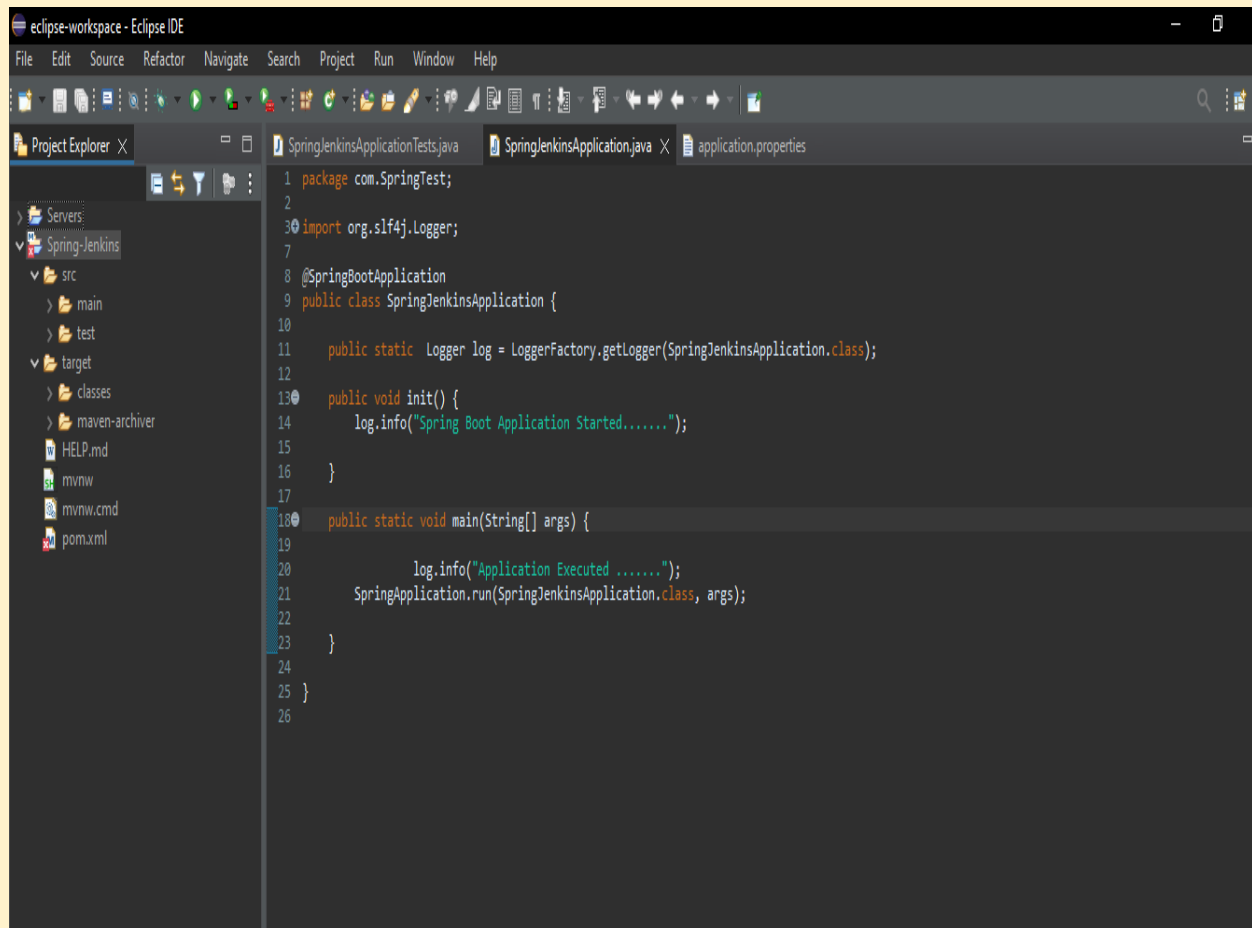 eclipse-workspace - Eclipse IDE
File Edit Source Refactor Navigate Search Project Run Window Help
Project Explorer
SpringJenkinsApplicationTests.java SpringJenkinsApplication.java application.properties
Servers
Spring-Jenkins
src
main
test
target
classes
maven-archiver
HELP.md
mvnw
mvnw.cmd
pom.xml
1 package com.SpringTest;
2
3 import org.slf4j.Logger;
7
8 @SpringBootApplication
9 public class SpringJenkinsApplication {
10
11 public static  Logger log = LoggerFactory.getLogger(SpringJenkinsApplication.class);
12
13 public void init() {
14 log.info("Spring Boot Application Started.......");
15
16 }
17
18 public static void main(String[] args) {
19
20 log.info("Application Executed .......");
21 SpringApplication.run(SpringJenkinsApplication.class, args);
22
23 }
24
25 }
26